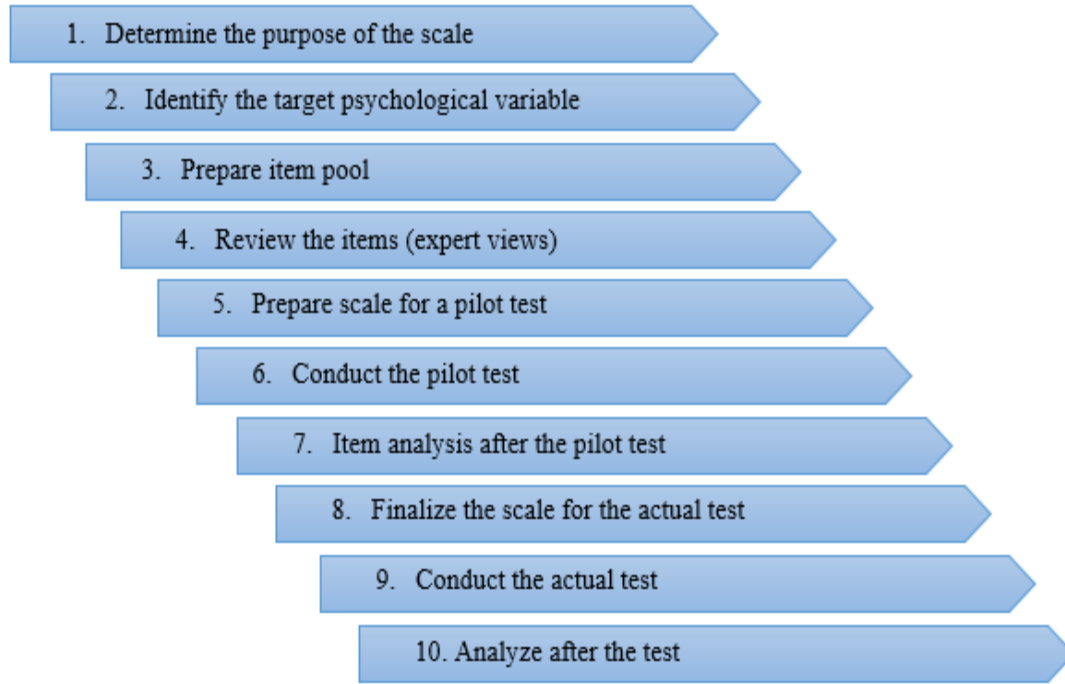 1. Determine the purpose of the scale
2. Identify the target psychological variable
3. Prepare item pool
4. Review the items (expert views)
5. Prepare scale for a pilot test
6. Conduct the pilot test
7. Item analysis after the pilot test
8. Finalize the scale for the actual test
9. Conduct the actual test
10. Analyze after the test